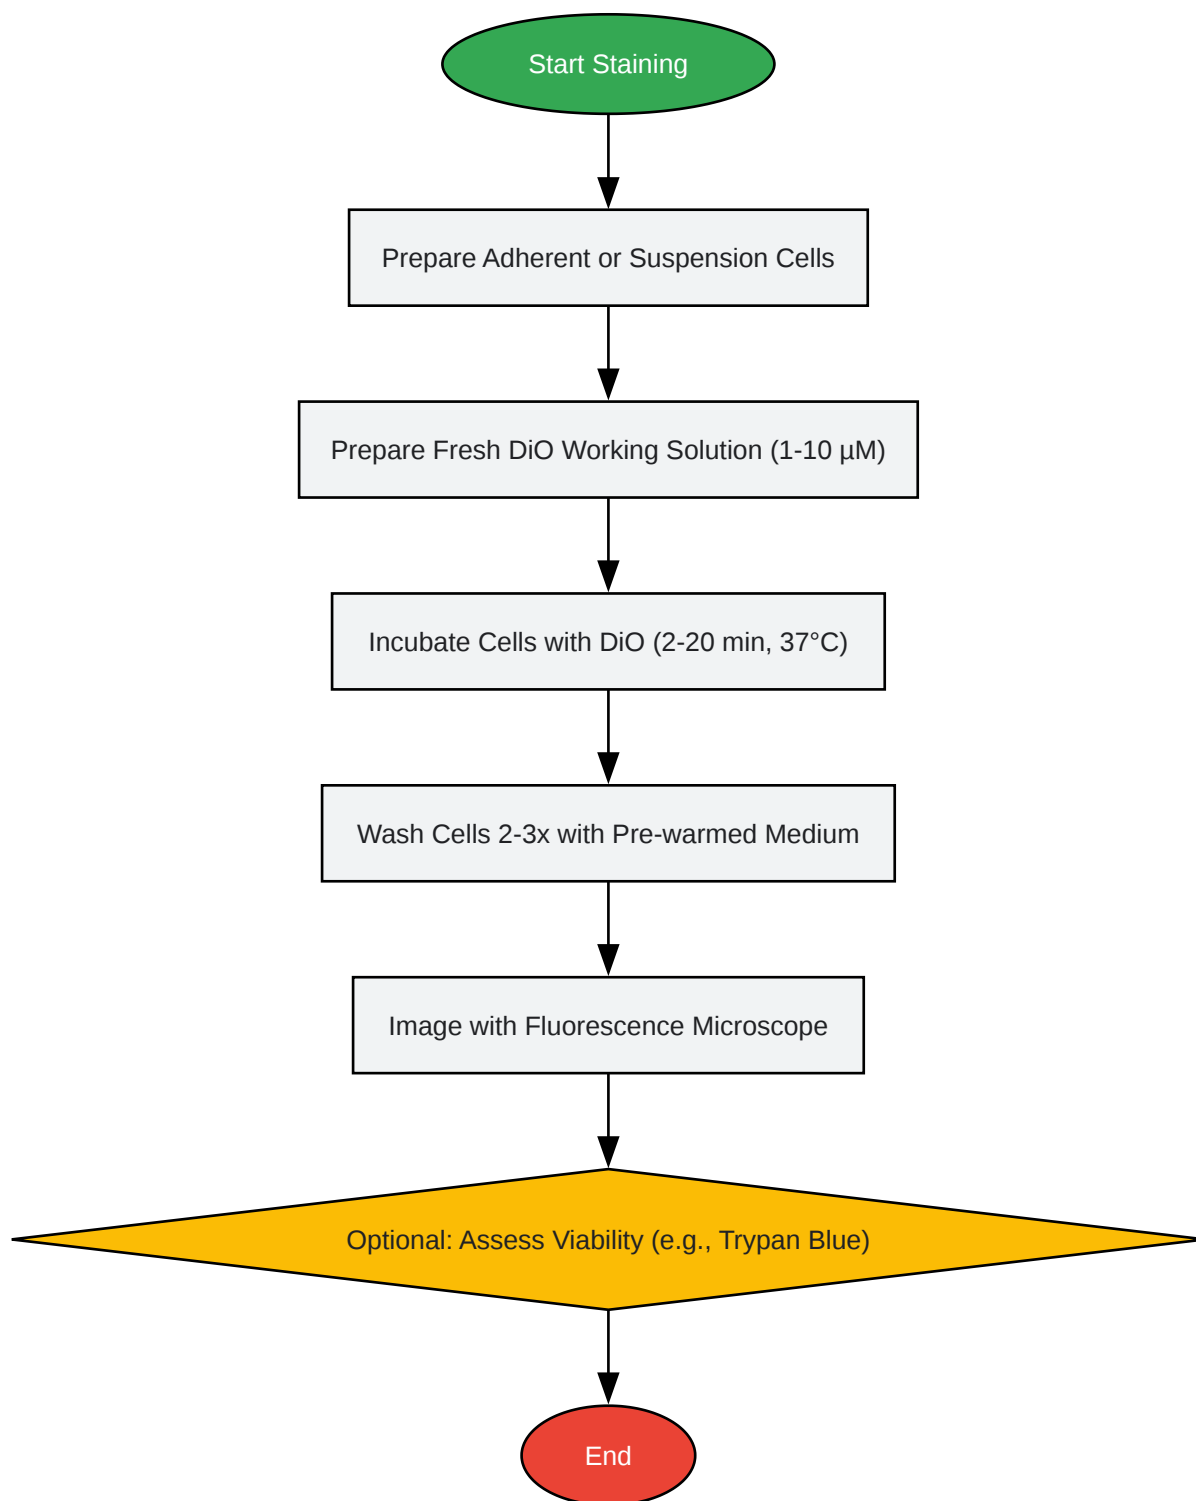 Start Staining
Prepare Adherent or Suspension Cells
Prepare Fresh DiO Working Solution (1-10 µM)
Incubate Cells with DiO (2-20 min, 37°C)
Wash Cells 2-3x with Pre-warmed Medium
Image with Fluorescence Microscope
Optional: Assess Viability (e.g., Trypan Blue)
End